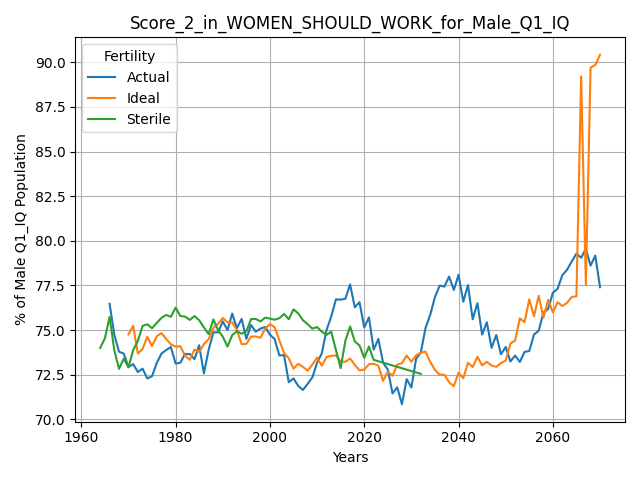 Score_2_in_WOMEN_SHOULD_WORK_for_Male_Q1_IQ
Fertility
Actual
Ideal
Sterile
% of Male Q1_IQ Population
90.0
87.5
85.0
82.5
80.0
77.5
75.0
72.5
70.0
1960
1980
2000
2020
2040
2060
Years